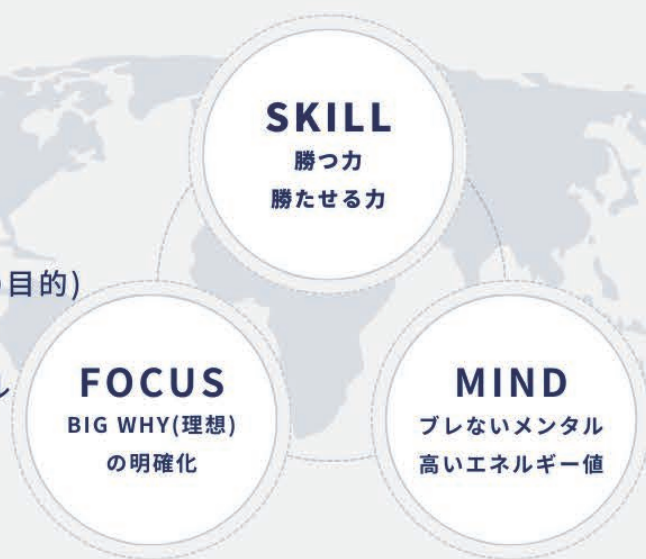 SKILL
勝つ力
勝たせる力
目的)
ル
FOCUS
BIG WHY(理想)
の明確化
MIND
ブレないメンタル
高いエネルギー値